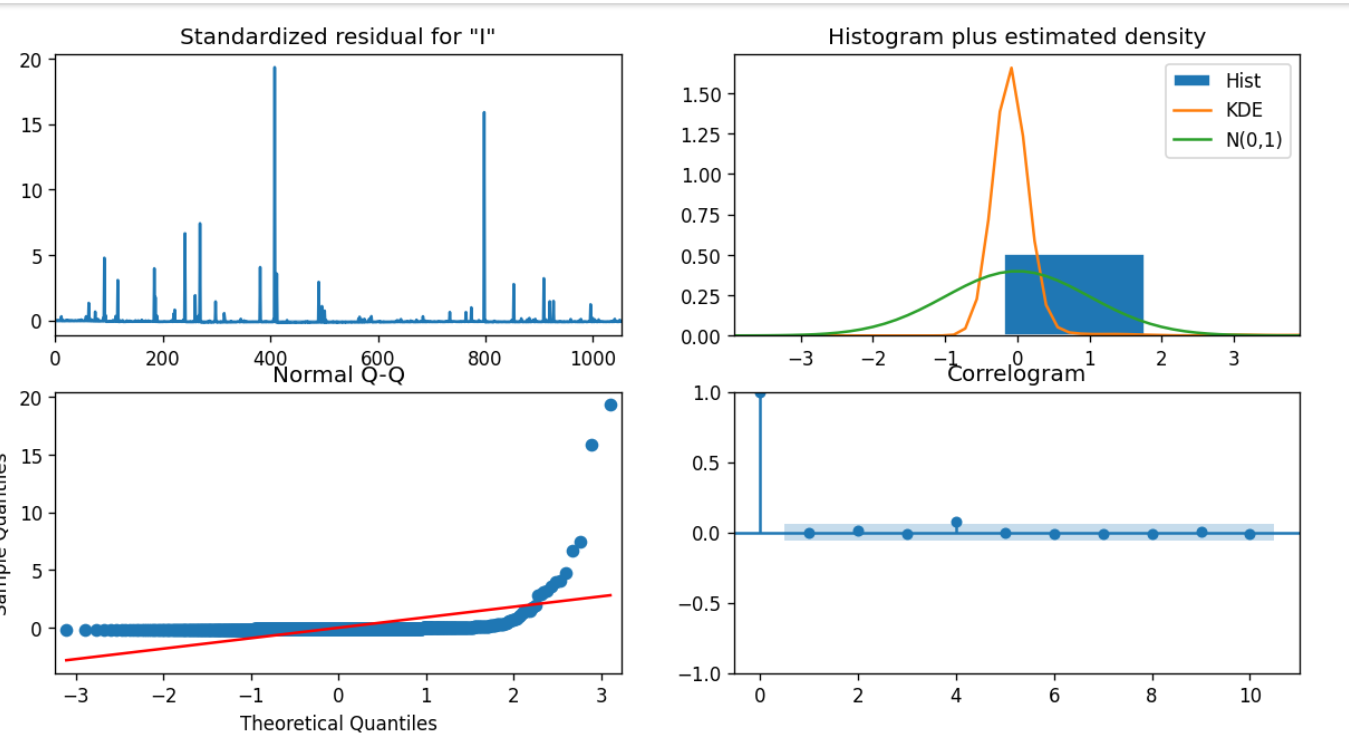 Standardized residual for "I"
20
15
10
5
0
0 200 400 600 800 1000
Histogram plus estimated density
Hist
KDE
N(0,1)
1.50
1.25
1.00
0.75
0.50
0.25
0.00
−3 −2 −1 0 1 2 3
Normal Q-Q
Sample Quantiles
20
15
10
5
0
−3 −2 −1 0 1 2 3
Theoretical Quantiles
Correlogram
1.0
0.5
0.0
−0.5
−1.0
0 2 4 6 8 10